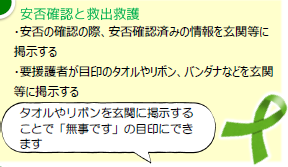 安否確認と救出救護
・安否の確認の際、安否確認済みの情報を玄関等に
掲示する
・要援護者が目印のタオルやリボン、バンダナなどを玄関
等に掲示する
タオルやリボンを玄関に掲示する
ことで「無事です」の目印にでき
ます